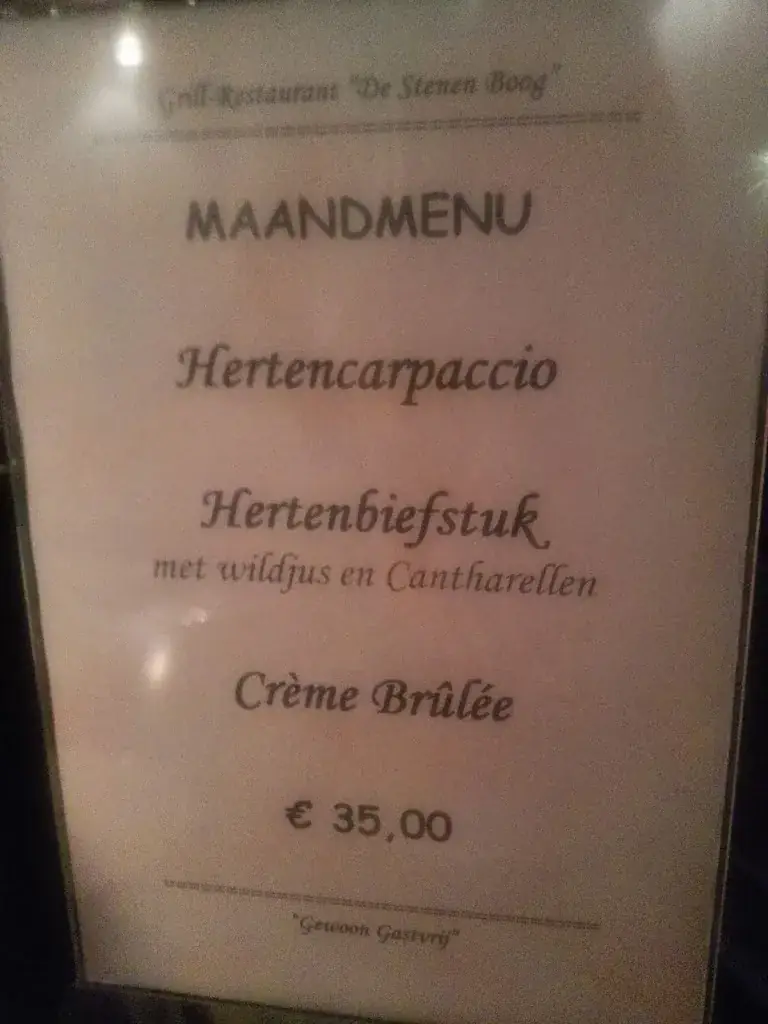 Grill-Restaurant "De Stenen Boog"
MAANDMENU
Hertencarpaccio
Hertenbiefstuk
met wildjus en Cantharellen
Crème Brûlée
€ 35,00
"Gewoon Gastvrij"